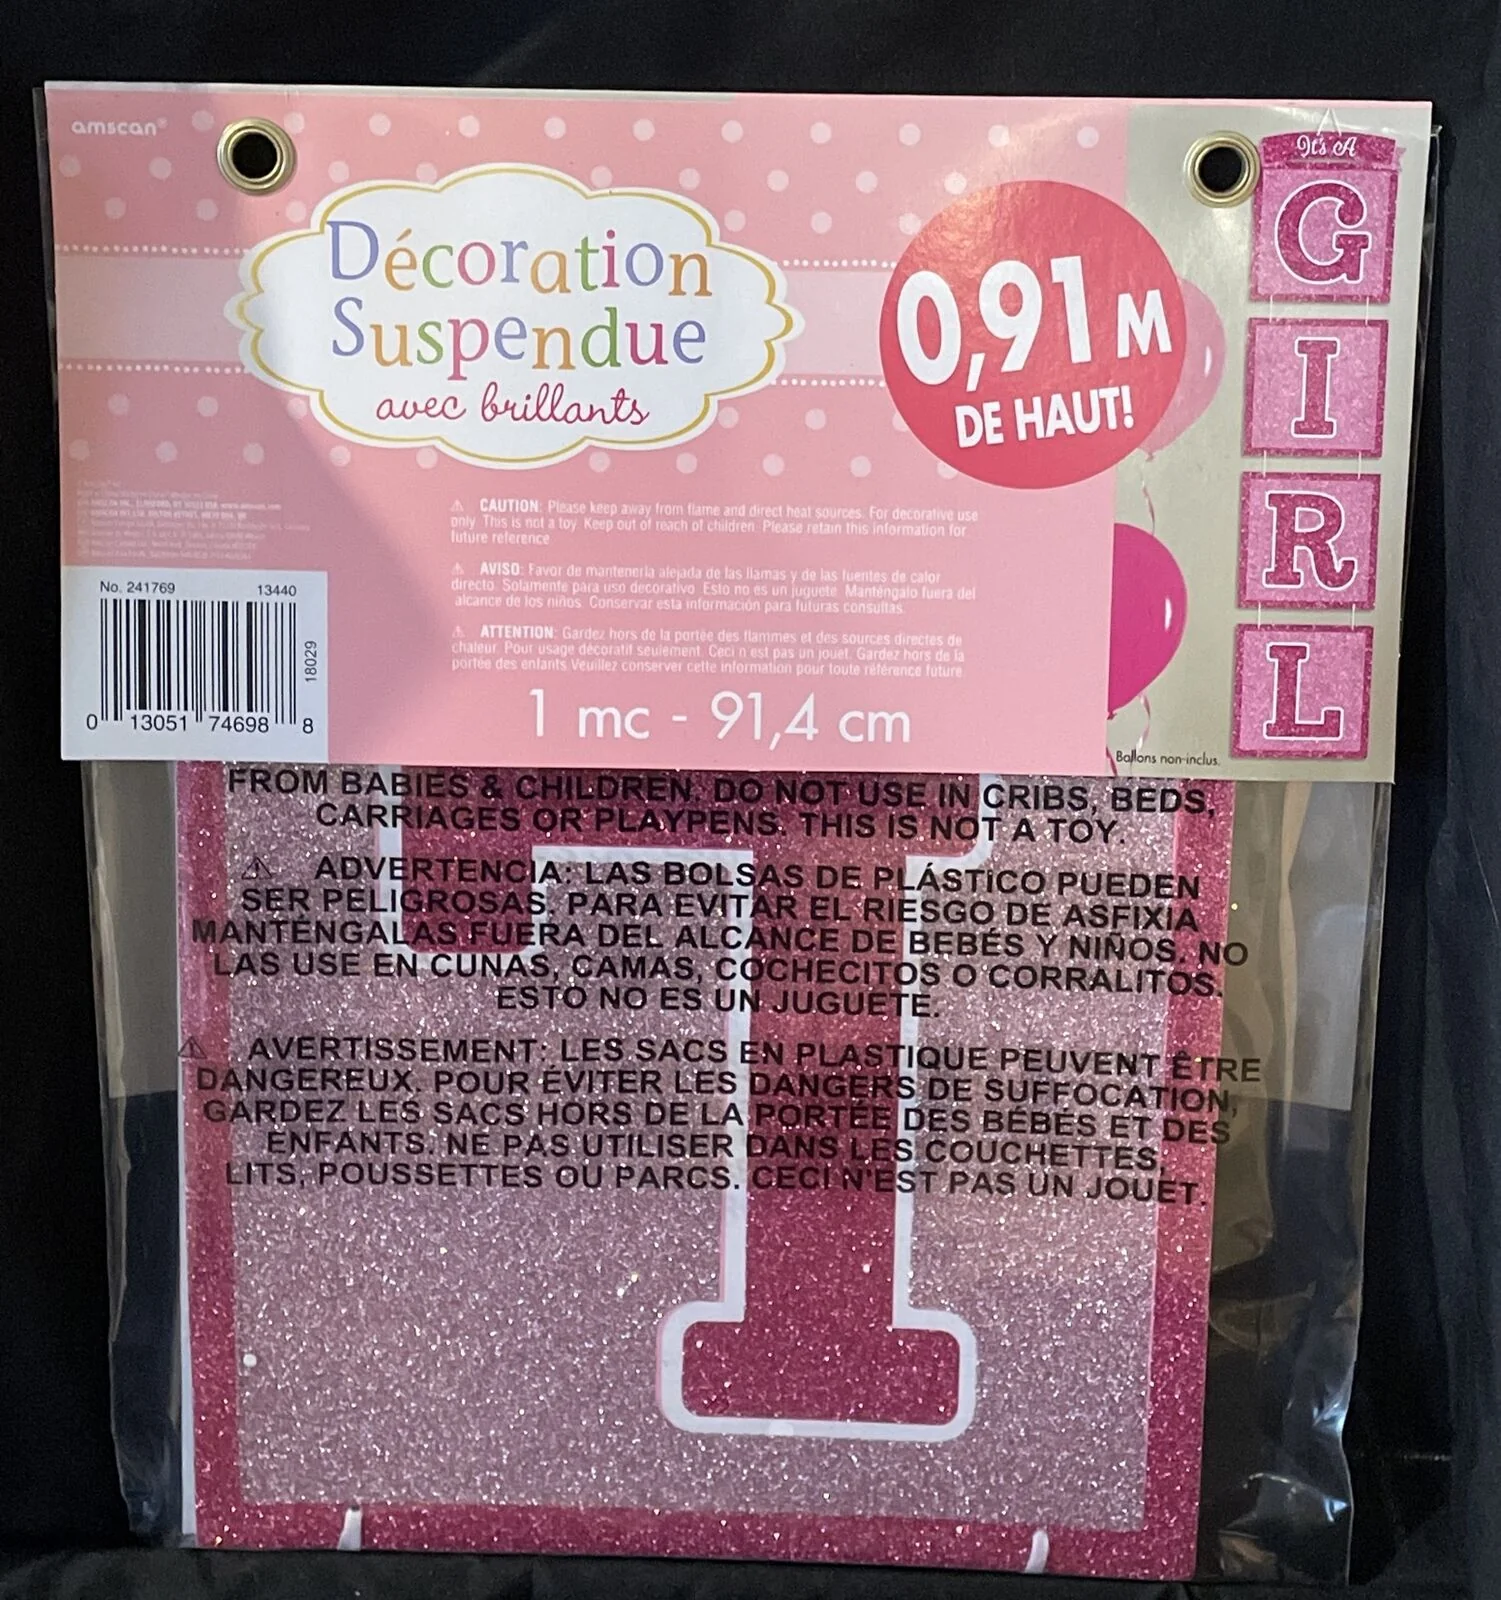 amscan®
Décoration
Suspendue
avec brillants
0,91 M
DE HAUT!
It's A
G
I
R
L
⚠ CAUTION: Please keep away from flame and direct heat sources. For decorative use
only. This is not a toy. Keep out of reach of children. Please retain this information for
future reference.
⚠ AVISO: Favor de mantenerla alejada de las llamas y de las fuentes de calor
directo. Solamente para uso decorativo. Esto no es un juguete. Manténgalo fuera del
alcance de los niños. Conservar esta información para futuras consultas.
⚠ ATTENTION: Gardez hors de la portée des flammes et des sources directes de
chaleur. Pour usage décoratif seulement. Ceci n'est pas un jouet. Gardez hors de la
portée des enfants. Veuillez conserver cette information pour toute référence future.
No. 241769 13440
18029
0 13051 74698 8
1 mc - 91,4 cm
Ballons non-inclus.
FROM BABIES & CHILDREN. DO NOT USE IN CRIBS, BEDS,
CARRIAGES OR PLAYPENS. THIS IS NOT A TOY.
⚠ ADVERTENCIA: LAS BOLSAS DE PLÁSTICO PUEDEN
SER PELIGROSAS. PARA EVITAR EL RIESGO DE ASFIXIA
MANTÉNGALAS FUERA DEL ALCANCE DE BEBÉS Y NIÑOS. NO
LAS USE EN CUNAS, CAMAS, COCHECITOS O CORRALITOS.
ESTO NO ES UN JUGUETE.
⚠ AVERTISSEMENT: LES SACS EN PLASTIQUE PEUVENT ÊTRE
DANGEREUX. POUR ÉVITER LES DANGERS DE SUFFOCATION,
GARDEZ LES SACS HORS DE LA PORTÉE DES BÉBÉS ET DES
ENFANTS. NE PAS UTILISER DANS LES COUCHETTES,
LITS, POUSSETTES OU PARCS. CECI N'EST PAS UN JOUET.